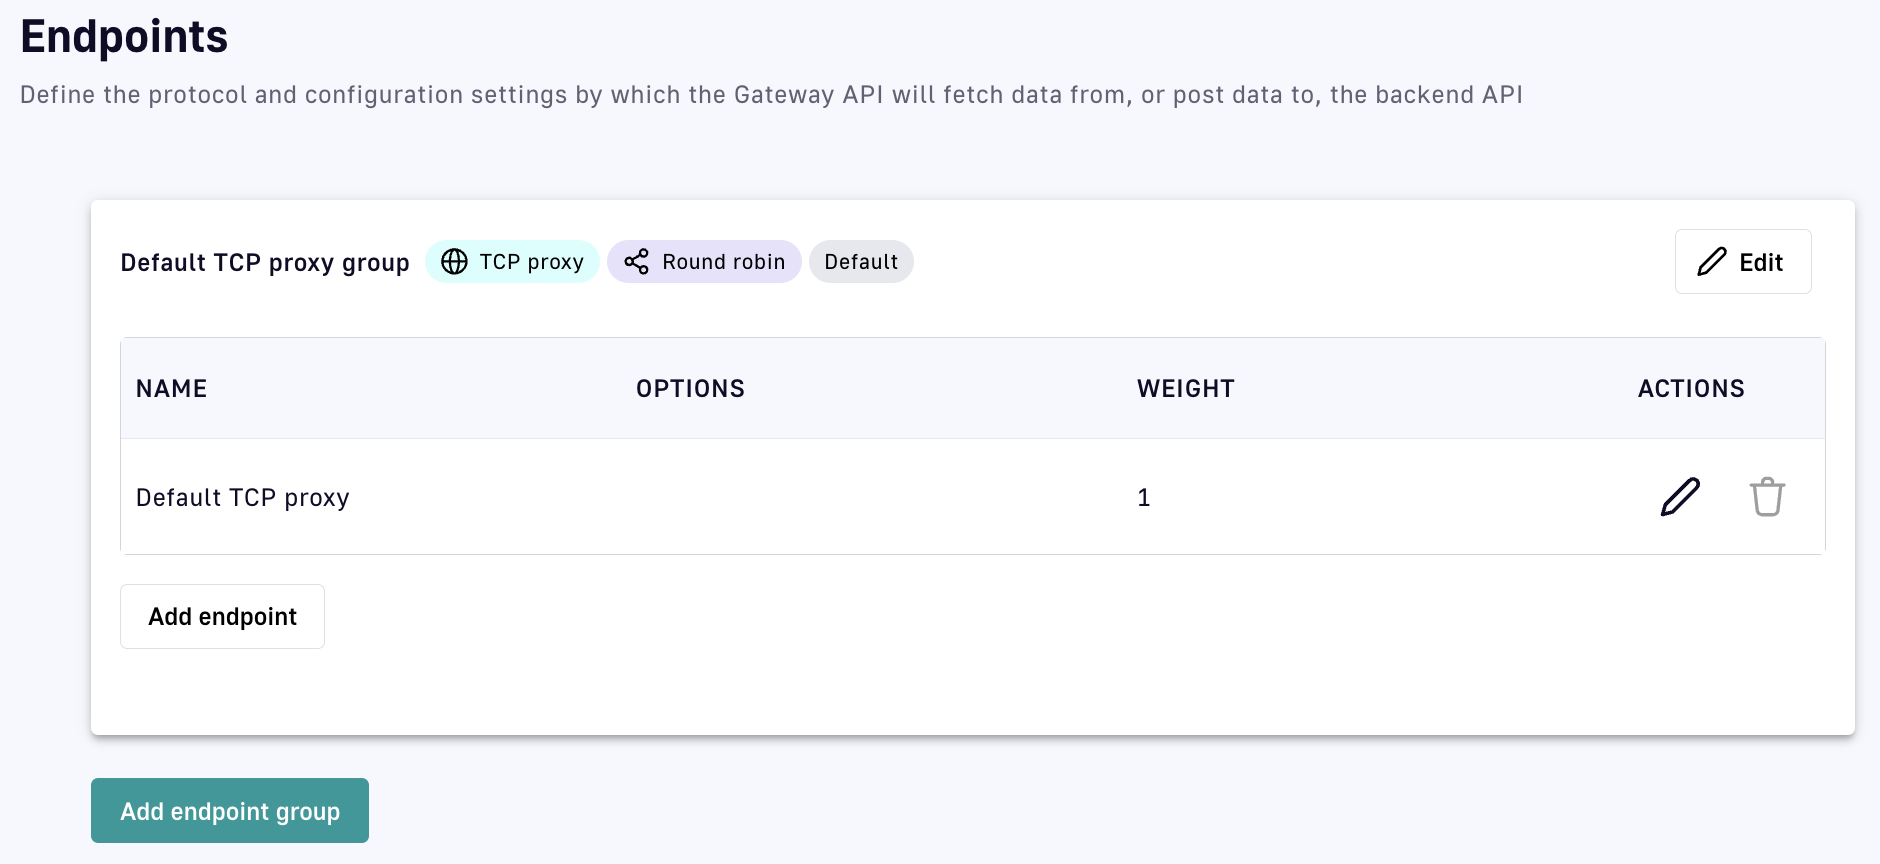 Endpoints
Define the protocol and configuration settings by which the Gateway API will fetch data from, or post data to, the backend API
Default TCP proxy group TCP proxy Round robin Default Edit
NAME OPTIONS WEIGHT ACTIONS
Default TCP proxy 1
Add endpoint
Add endpoint group